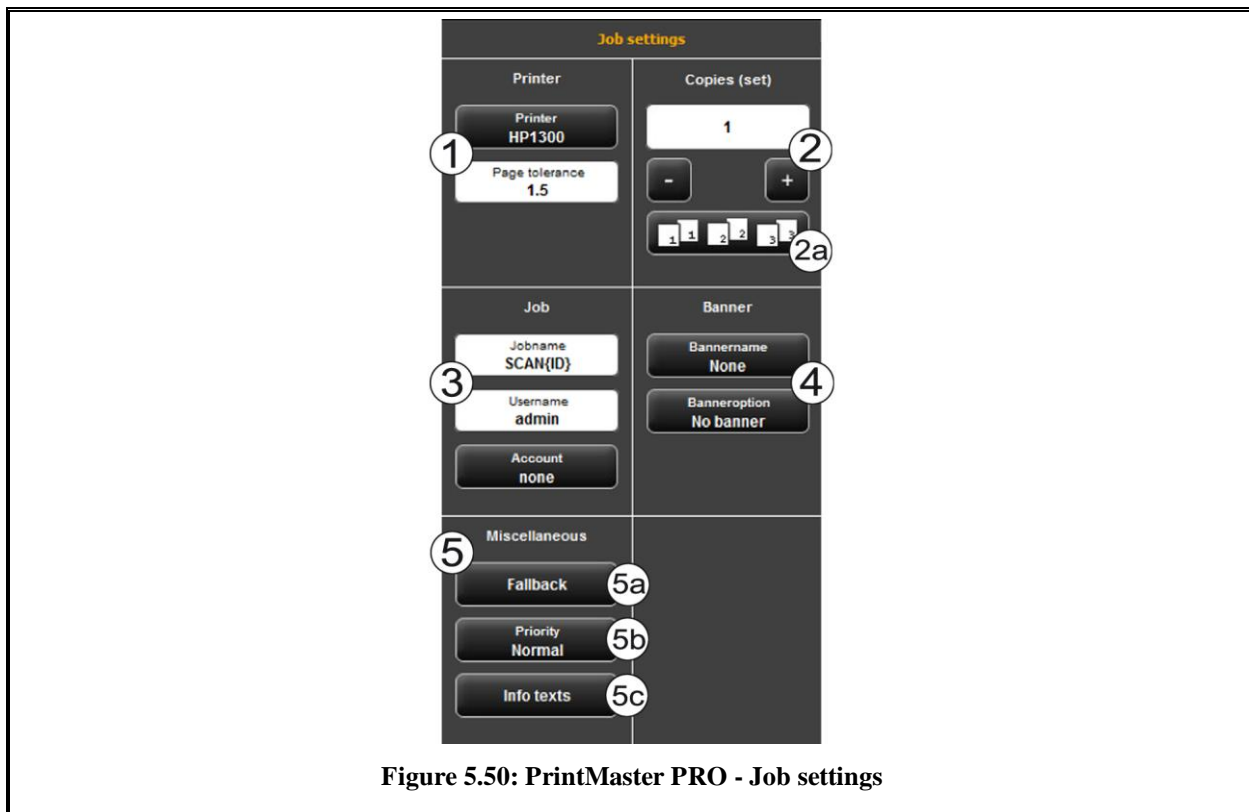 Job settings
Printer
Printer
HP1300
1
Page tolerance
1.5
Copies (set)
1
2
-
+
1 1 2 2 3 3
2a
Job
Jobname
SCAN{ID}
3
Username
admin
Account
none
Banner
Bannername
None
4
Banneroption
No banner
Miscellaneous
5
Fallback
5a
Priority
Normal
5b
Info texts
5c
Figure 5.50: PrintMaster PRO - Job settings